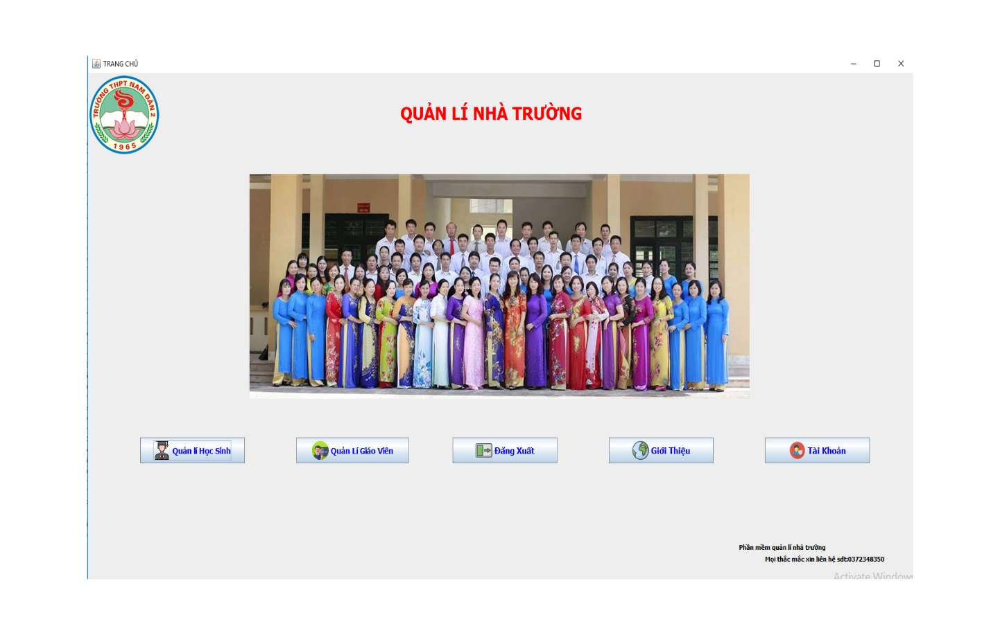 TRANG CHỦ
TRƯỜNG THPT NAM ĐÀN 2
1965
QUẢN LÍ NHÀ TRƯỜNG
Quản lí Học Sinh
Quản Lí Giáo Viên
Đăng Xuất
Giới Thiệu
Tài Khoản
Phần mềm quản lí nhà trường
Mọi thắc mắc xin liên hệ sdt:0372348350
Activate Windows